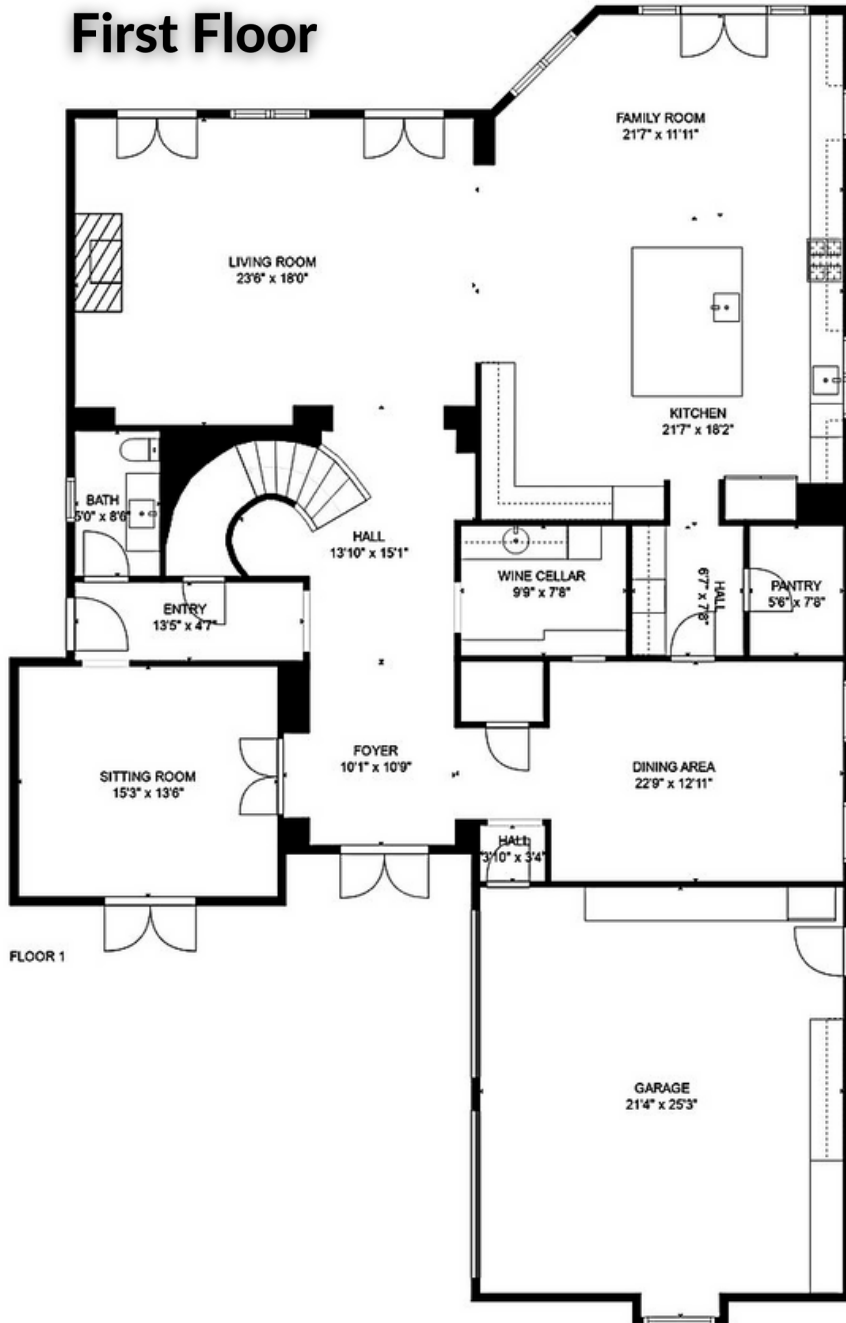 First Floor
FAMILY ROOM
21'7" x 11'11"
LIVING ROOM
23'6" x 18'0"
KITCHEN
21'7" x 18'2"
BATH
5'0" x 8'6"
HALL
13'10" x 15'1"
WINE CELLAR
9'9" x 7'8"
HALL
6'7" x 7'8"
PANTRY
5'6" x 7'8"
ENTRY
13'5" x 4'7"
FOYER
10'1" x 10'9"
SITTING ROOM
15'3" x 13'6"
DINING AREA
22'9" x 12'11"
HALL
3'10" x 3'4"
FLOOR 1
GARAGE
21'4" x 25'3"